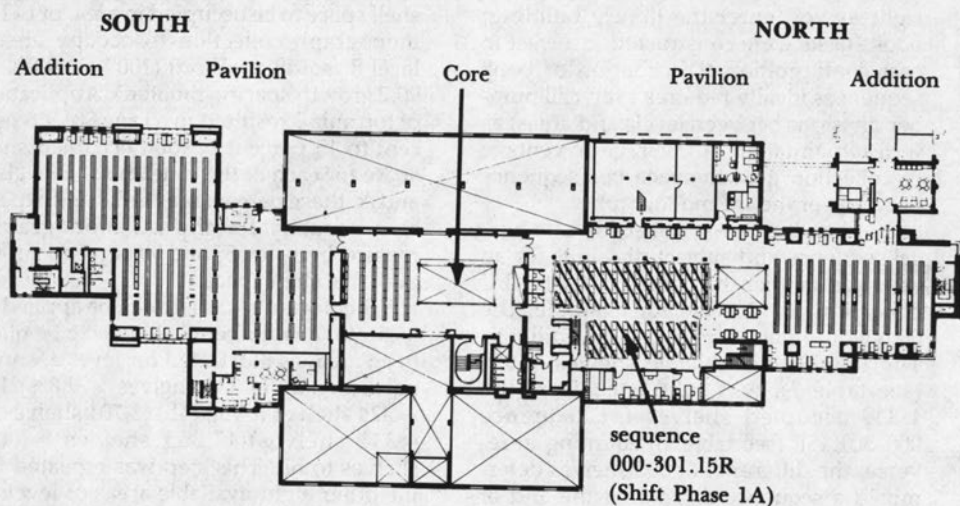 SOUTH NORTH
Addition Pavilion Core Pavilion Addition
sequence
000-301.15R
(Shift Phase 1A)